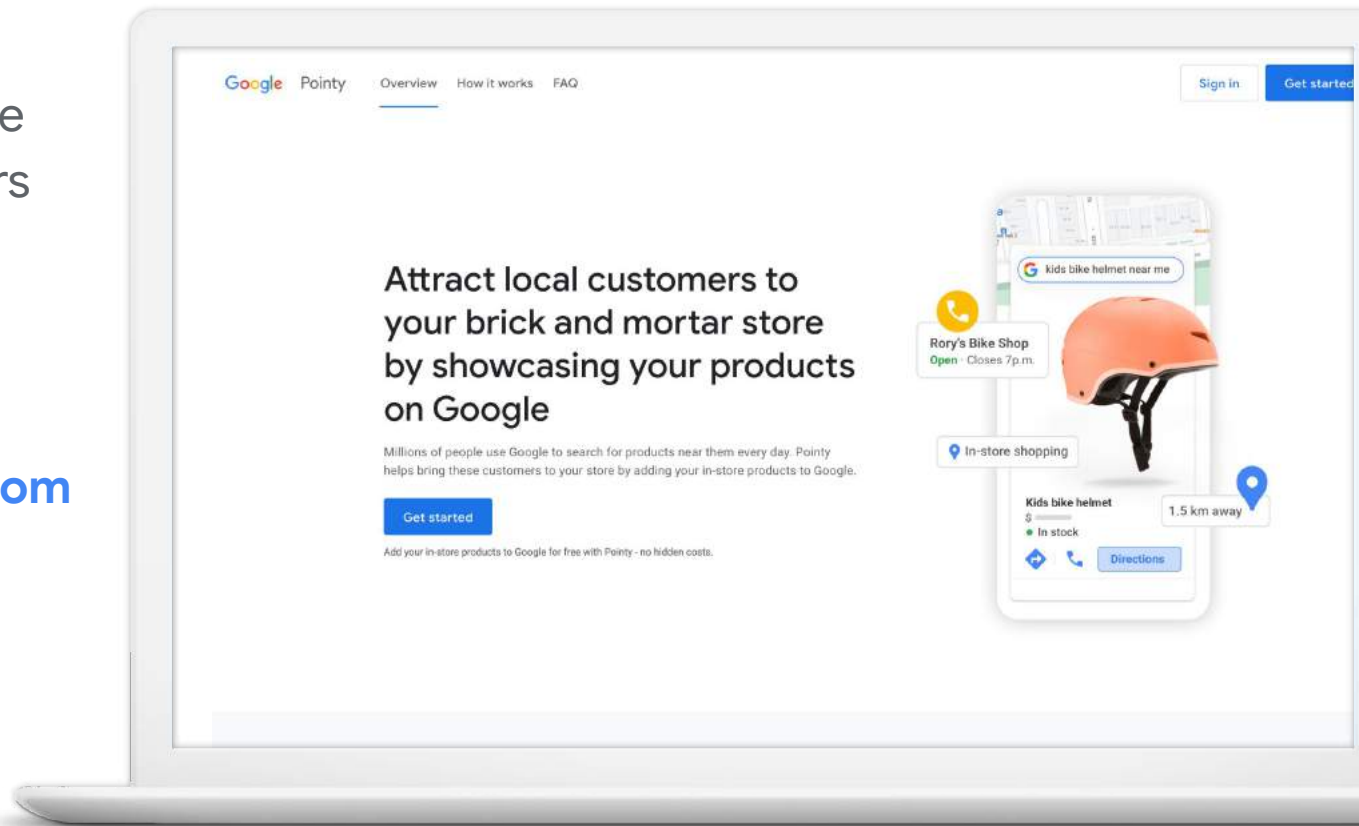 e
rs
om
Google Pointy Overview How it works FAQ
Sign in Get started
Attract local customers to
your brick and mortar store
by showcasing your products
on Google
Millions of people use Google to search for products near them every day. Pointy
helps bring these customers to your store by adding your in-store products to Google.
Get started
Add your in-store products to Google for free with Pointy - no hidden costs.
G kids bike helmet near me
Rory's Bike Shop
Open · Closes 7p.m.
In-store shopping
Kids bike helmet
$
In stock
1.5 km away
Directions